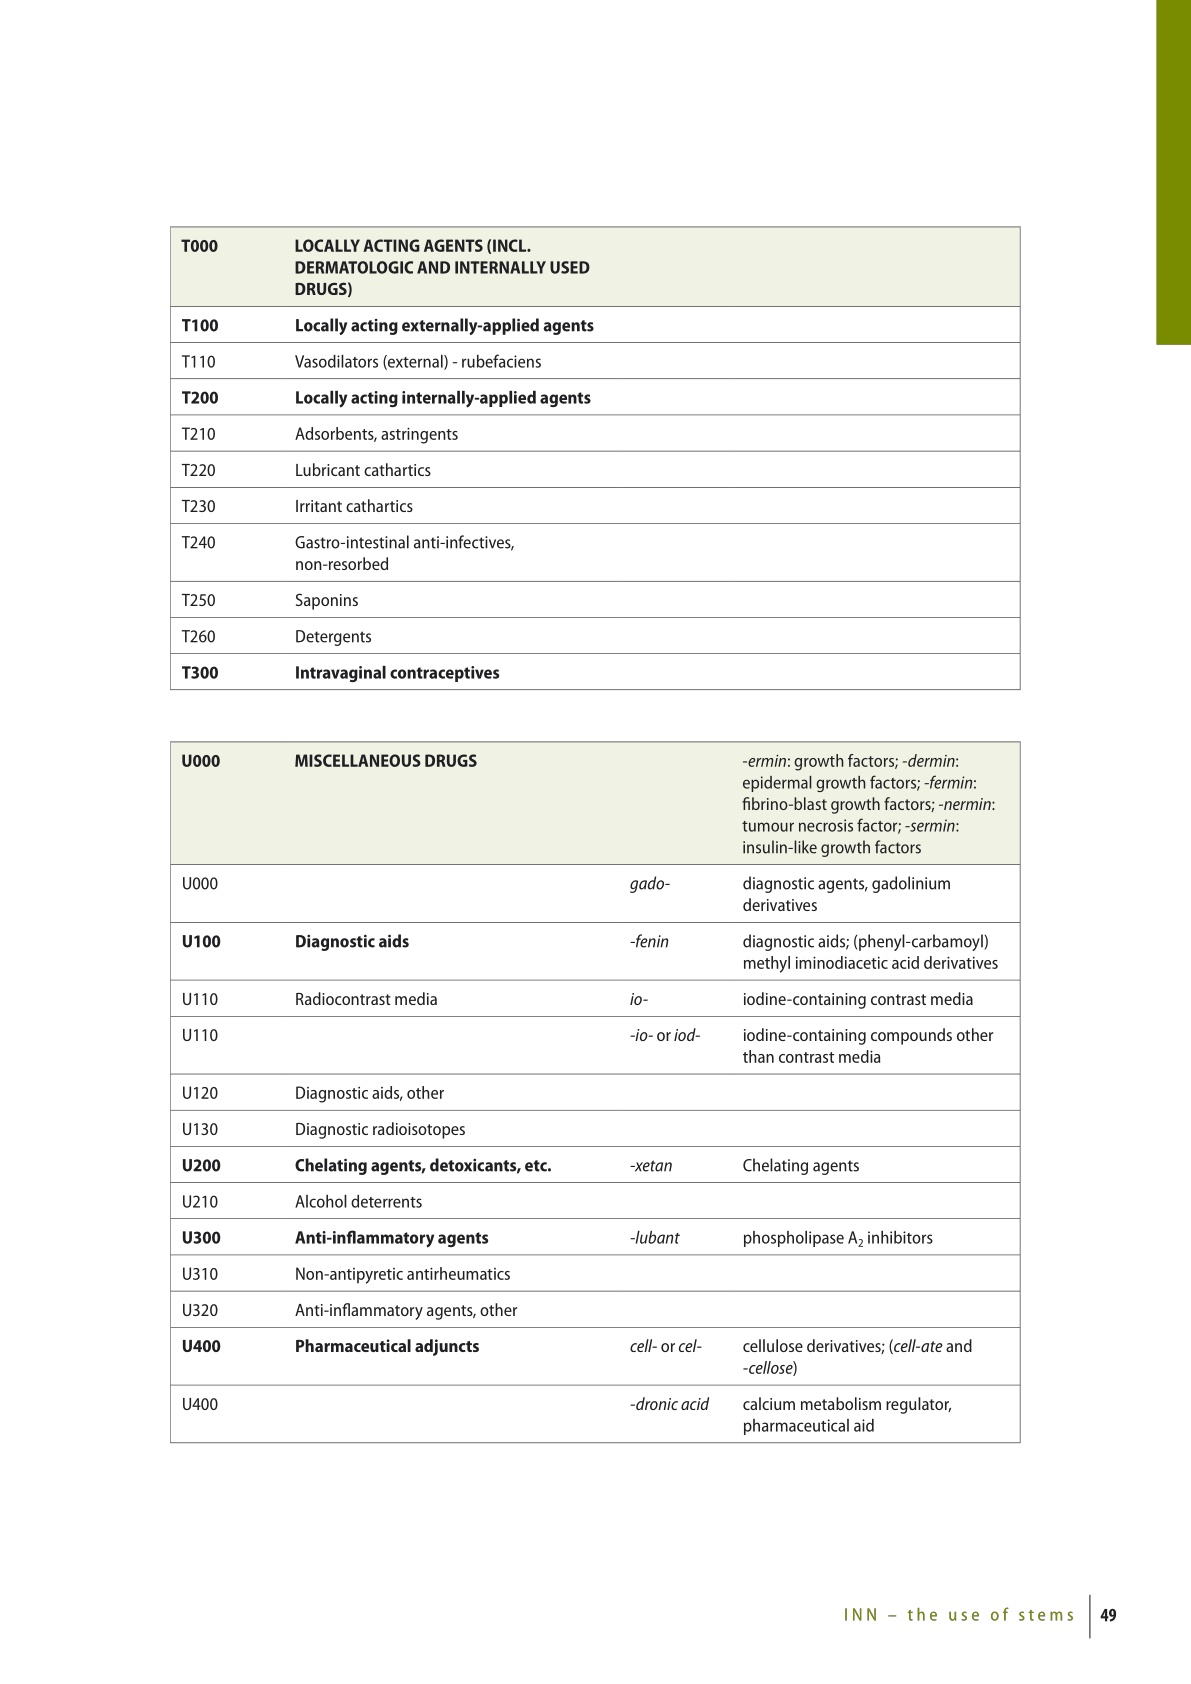 T000 LOCALLY ACTING AGENTS (INCL.
DERMATOLOGIC AND INTERNALLY USED
DRUGS)
T100 Locally acting externally-applied agents
T110 Vasodilators (external) - rubefaciens
T200 Locally acting internally-applied agents
T210 Adsorbents, astringents
T220 Lubricant cathartics
T230 Irritant cathartics
T240 Gastro-intestinal anti-infectives,
non-resorbed
T250 Saponins
T260 Detergents
T300 Intravaginal contraceptives
U000 MISCELLANEOUS DRUGS -ermin: growth factors; -dermin:
epidermal growth factors; -fermin:
fibrino-blast growth factors; -nermin:
tumour necrosis factor; -sermin:
insulin-like growth factors
U000 gado- diagnostic agents, gadolinium
derivatives
U100 Diagnostic aids -fenin diagnostic aids; (phenyl-carbamoyl)
methyl iminodiacetic acid derivatives
U110 Radiocontrast media io- iodine-containing contrast media
U110 -io- or iod- iodine-containing compounds other
than contrast media
U120 Diagnostic aids, other
U130 Diagnostic radioisotopes
U200 Chelating agents, detoxicants, etc. -xetan Chelating agents
U210 Alcohol deterrents
U300 Anti-inflammatory agents -lubant phospholipase A2 inhibitors
U310 Non-antipyretic antirheumatics
U320 Anti-inflammatory agents, other
U400 Pharmaceutical adjuncts cell- or cel- cellulose derivatives; (cell-ate and
-cellose)
U400 -dronic acid calcium metabolism regulator,
pharmaceutical aid
INN – the use of stems 49